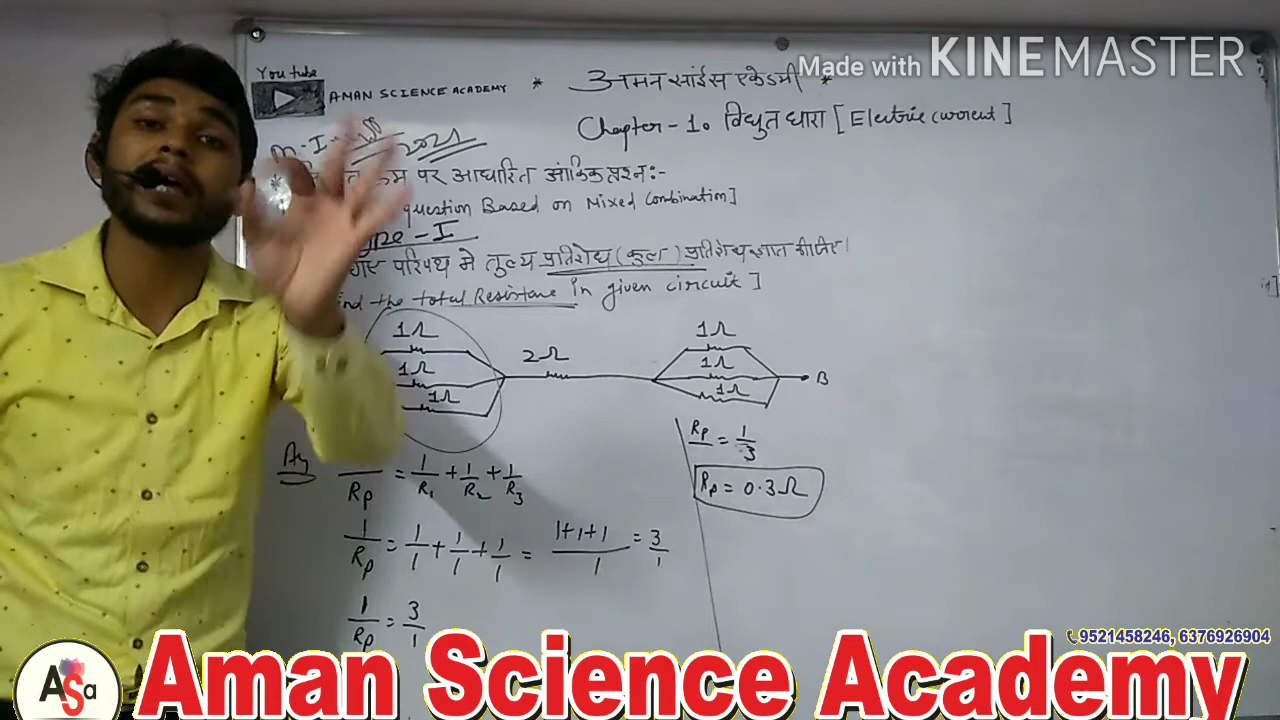 Made with KINEMASTER
You tube
AMAN SCIENCE ACADEMY * अमन साइंस एकेडमी *
Chapter - 10 विधुत धारा [Electric current]
2021
पर आधारित आंकिक प्रश्न:-
question Based on Mixed Combination]
Type - I
परिपथ मे तुल्य प्रतिरोध (कुल) प्रतिरोध ज्ञात कीजिए।
find the total Resistance in given circuit]
1Ω 1Ω
2Ω
1Ω 1Ω
B
1Ω 1Ω
Rp = 1/3
Rp = 0.3Ω
Rp = 1/R1 + 1/R2 + 1/R3
1/Rp = 1/1 + 1/1 + 1/1 = 1+1+1/1 = 3/1
1/Rp = 3/1
9521458246, 6376926904
ASa Aman Science Academy